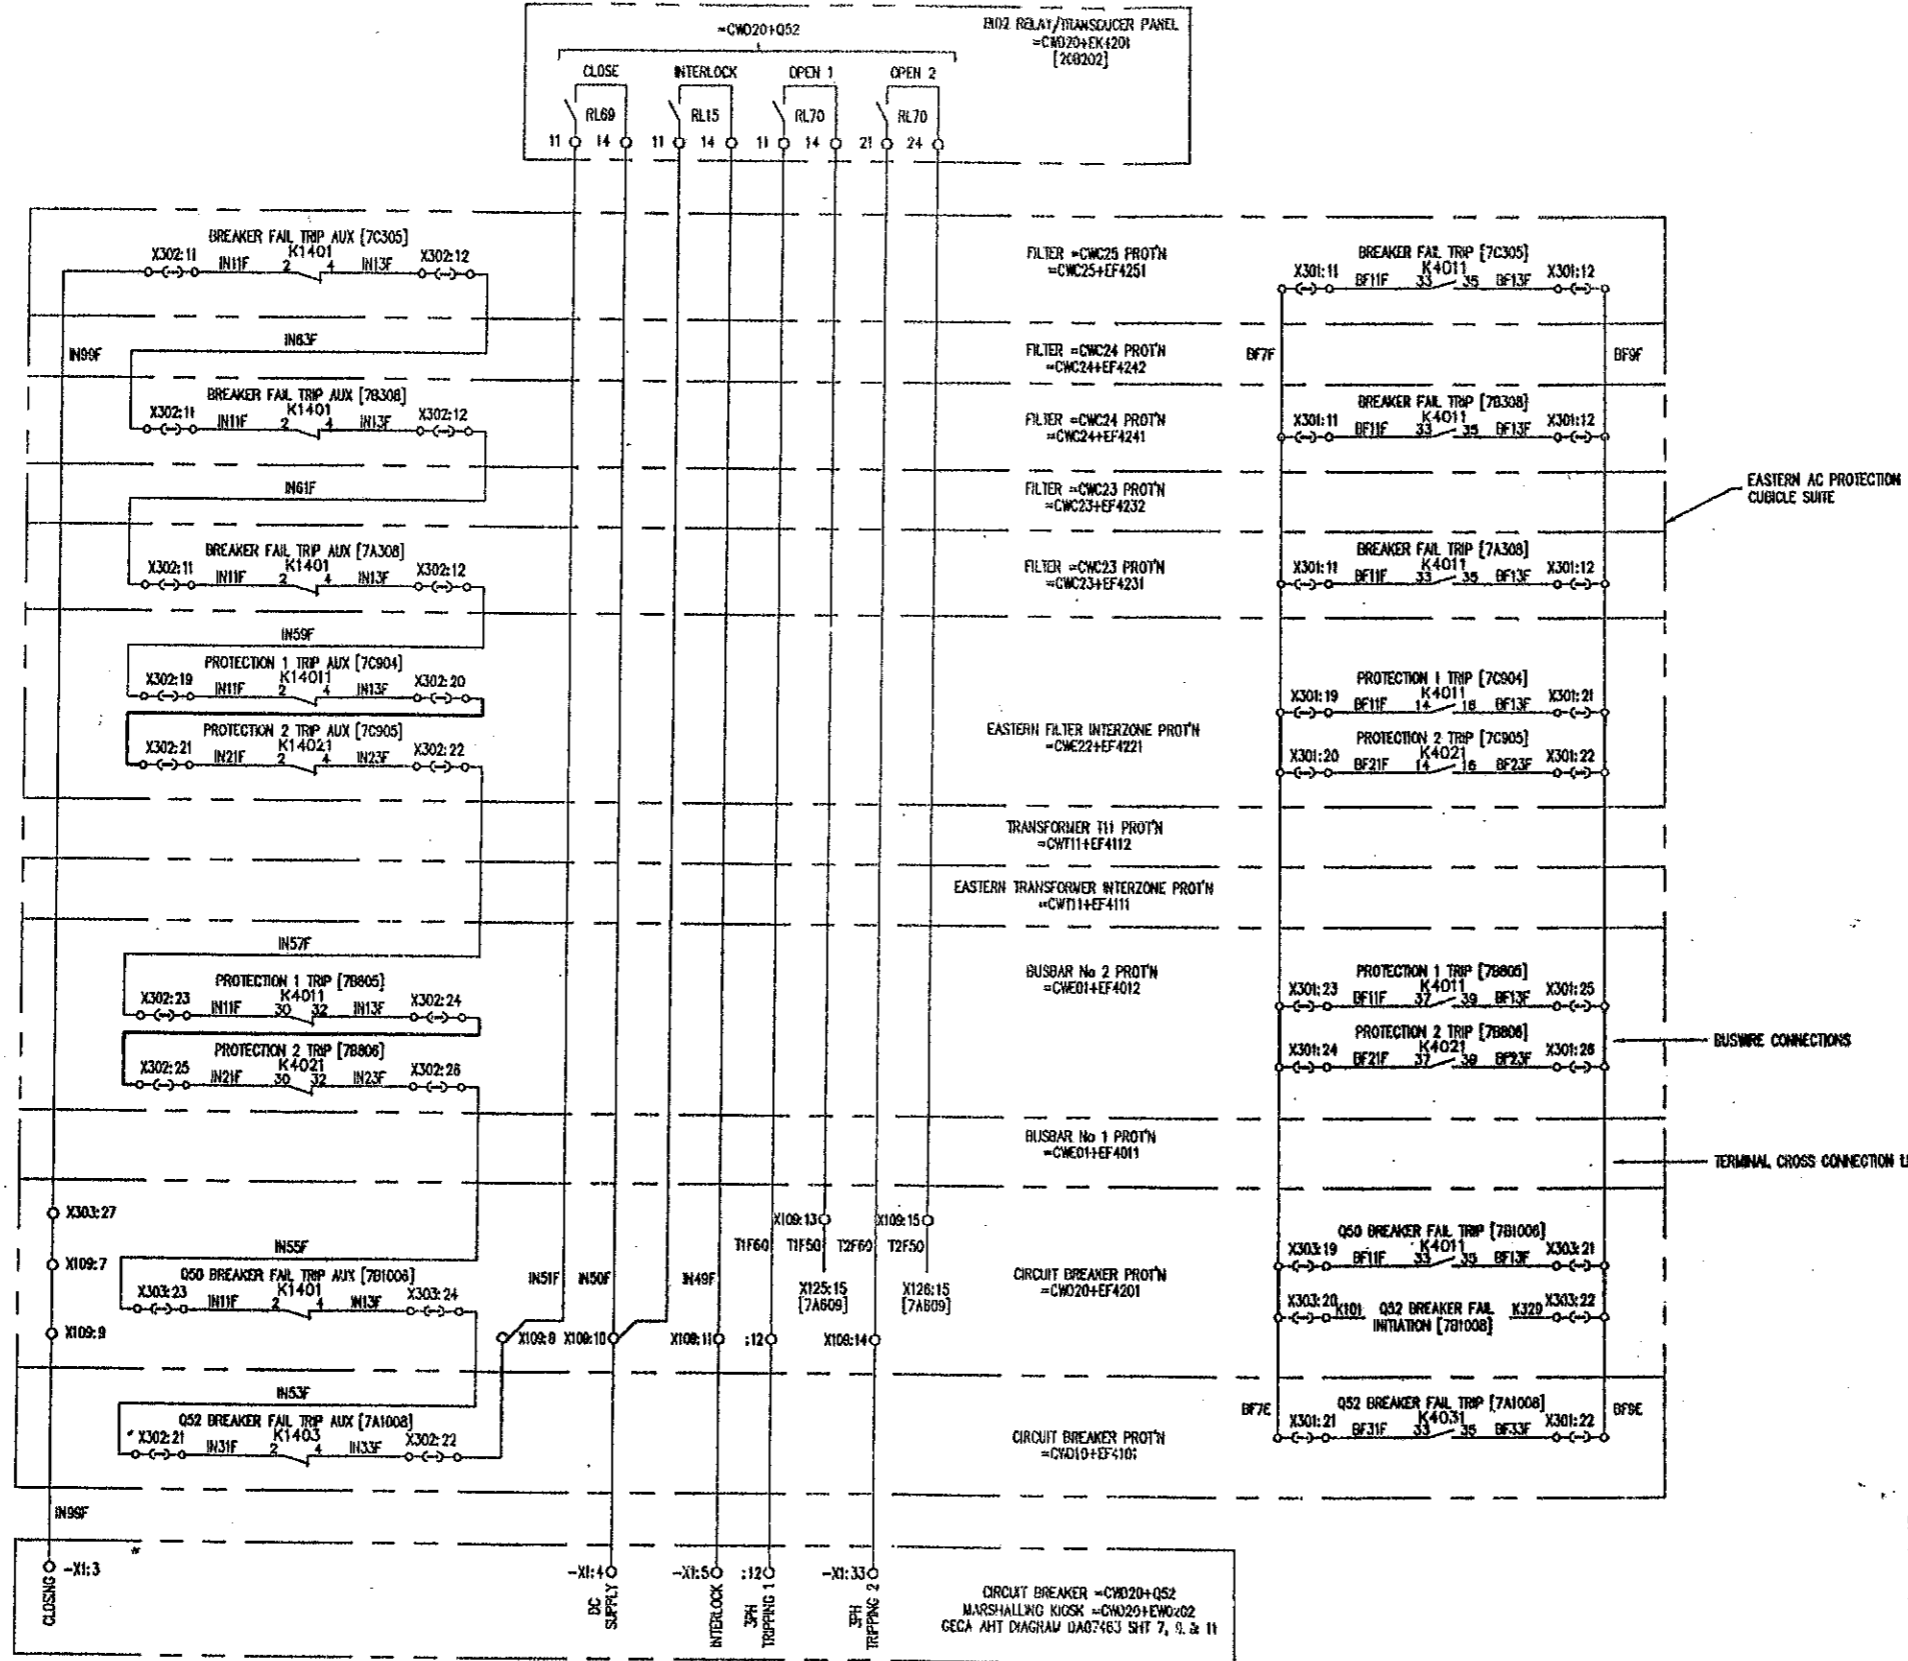 =CWD20+Q52
RELAY/TRANSDUCER PANEL
=CWD20+EK4201
[2CB202]
CLOSE
INTERLOCK
OPEN 1
OPEN 2
RL69
RL15
RL70
RL70
11 14 11 14 11 14 21 24
BREAKER FAIL TRIP AUX [7C305]
X302:11 IN11F 2 K1401 4 IN13F X302:12
FILTER =CWC25 PROT'N
=CWC25+EF4251
BREAKER FAIL TRIP [7C305]
X301:11 BF11F 33 K4011 35 BF13F X301:12
IN99F
IN63F
FILTER =CWC24 PROT'N
=CWC24+EF4242
BF7F
BF9F
BREAKER FAIL TRIP AUX [7B308]
X302:11 IN11F 2 K1401 4 IN13F X302:12
FILTER =CWC24 PROT'N
=CWC24+EF4241
BREAKER FAIL TRIP [7B308]
X301:11 BF11F 33 K4011 35 BF13F X301:12
IN61F
FILTER =CWC23 PROT'N
=CWC23+EF4232
EASTERN AC PROTECTION
CUBICLE SUITE
BREAKER FAIL TRIP AUX [7A308]
X302:11 IN11F 2 K1401 4 IN13F X302:12
FILTER =CWC23 PROT'N
=CWC23+EF4231
BREAKER FAIL TRIP [7A308]
X301:11 BF11F 33 K4011 35 BF13F X301:12
IN59F
PROTECTION 1 TRIP AUX [7C904]
X302:19 IN11F 2 K14011 4 IN13F X302:20
PROTECTION 1 TRIP [7C904]
X301:19 BF11F 14 K4011 16 BF13F X301:21
EASTERN FILTER INTERZONE PROT'N
=CWE22+EF4221
PROTECTION 2 TRIP AUX [7C905]
X302:21 IN21F 2 K14021 4 IN23F X302:22
PROTECTION 2 TRIP [7C905]
X301:20 BF21F 14 K4021 16 BF23F X301:22
TRANSFORMER T11 PROT'N
=CWT11+EF4112
EASTERN TRANSFORMER INTERZONE PROT'N
=CWT11+EF4111
IN57F
BUSBAR No 2 PROT'N
=CWE01+EF4012
PROTECTION 1 TRIP [7B805]
X302:23 IN11F 30 K4011 32 IN13F X302:24
PROTECTION 1 TRIP [7B805]
X301:23 BF11F 37 K4011 39 BF13F X301:25
PROTECTION 2 TRIP [7B806]
X302:25 IN21F 30 K4021 32 IN23F X302:26
PROTECTION 2 TRIP [7B806]
X301:24 BF21F 37 K4021 39 BF23F X301:26
BUSWIRE CONNECTIONS
BUSBAR No 1 PROT'N
=CWE01+EF4011
TERMINAL CROSS CONNECTION
X303:27
X109:13
X109:15
IN55F
T1F60 T1F50 T2F60 T2F50
Q50 BREAKER FAIL TRIP [7B1006]
X303:19 BF11F 33 K4011 35 BF13F X303:21
X109:7
Q50 BREAKER FAIL TRIP AUX [7B1006]
X303:23 IN11F 2 K1401 4 IN13F X303:24
IN51F IN50F IN49F
X125:15
[7A609]
X126:15
[7A609]
CIRCUIT BREAKER PROT'N
=CWD20+EF4201
X303:20 K101 Q52 BREAKER FAIL K329 X303:22
INITIATION [7B1008]
X109:9
X109:8 X109:10 X109:11 :12 X109:14
IN53F
Q52 BREAKER FAIL TRIP AUX [7A1008]
X302:21 IN31F 2 K1403 4 IN33F X302:22
CIRCUIT BREAKER PROT'N
=CWD10+EF4101
BF7E
Q52 BREAKER FAIL TRIP [7A1008]
X301:21 BF31F 33 K4031 35 BF33F X301:22
IN99F
-X1:3 -X1:4 -X1:5 :12 -X1:33
CLOSING
DC
SUPPLY
INTERLOCK
3PH
TRIPPING 1
3PH
TRIPPING 2
CIRCUIT BREAKER =CWD20+Q52
MARSHALLING KIOSK =CWD20+EW0202
GECA AHT DIAGRAM DA07463 SHT 7, 9, & 11